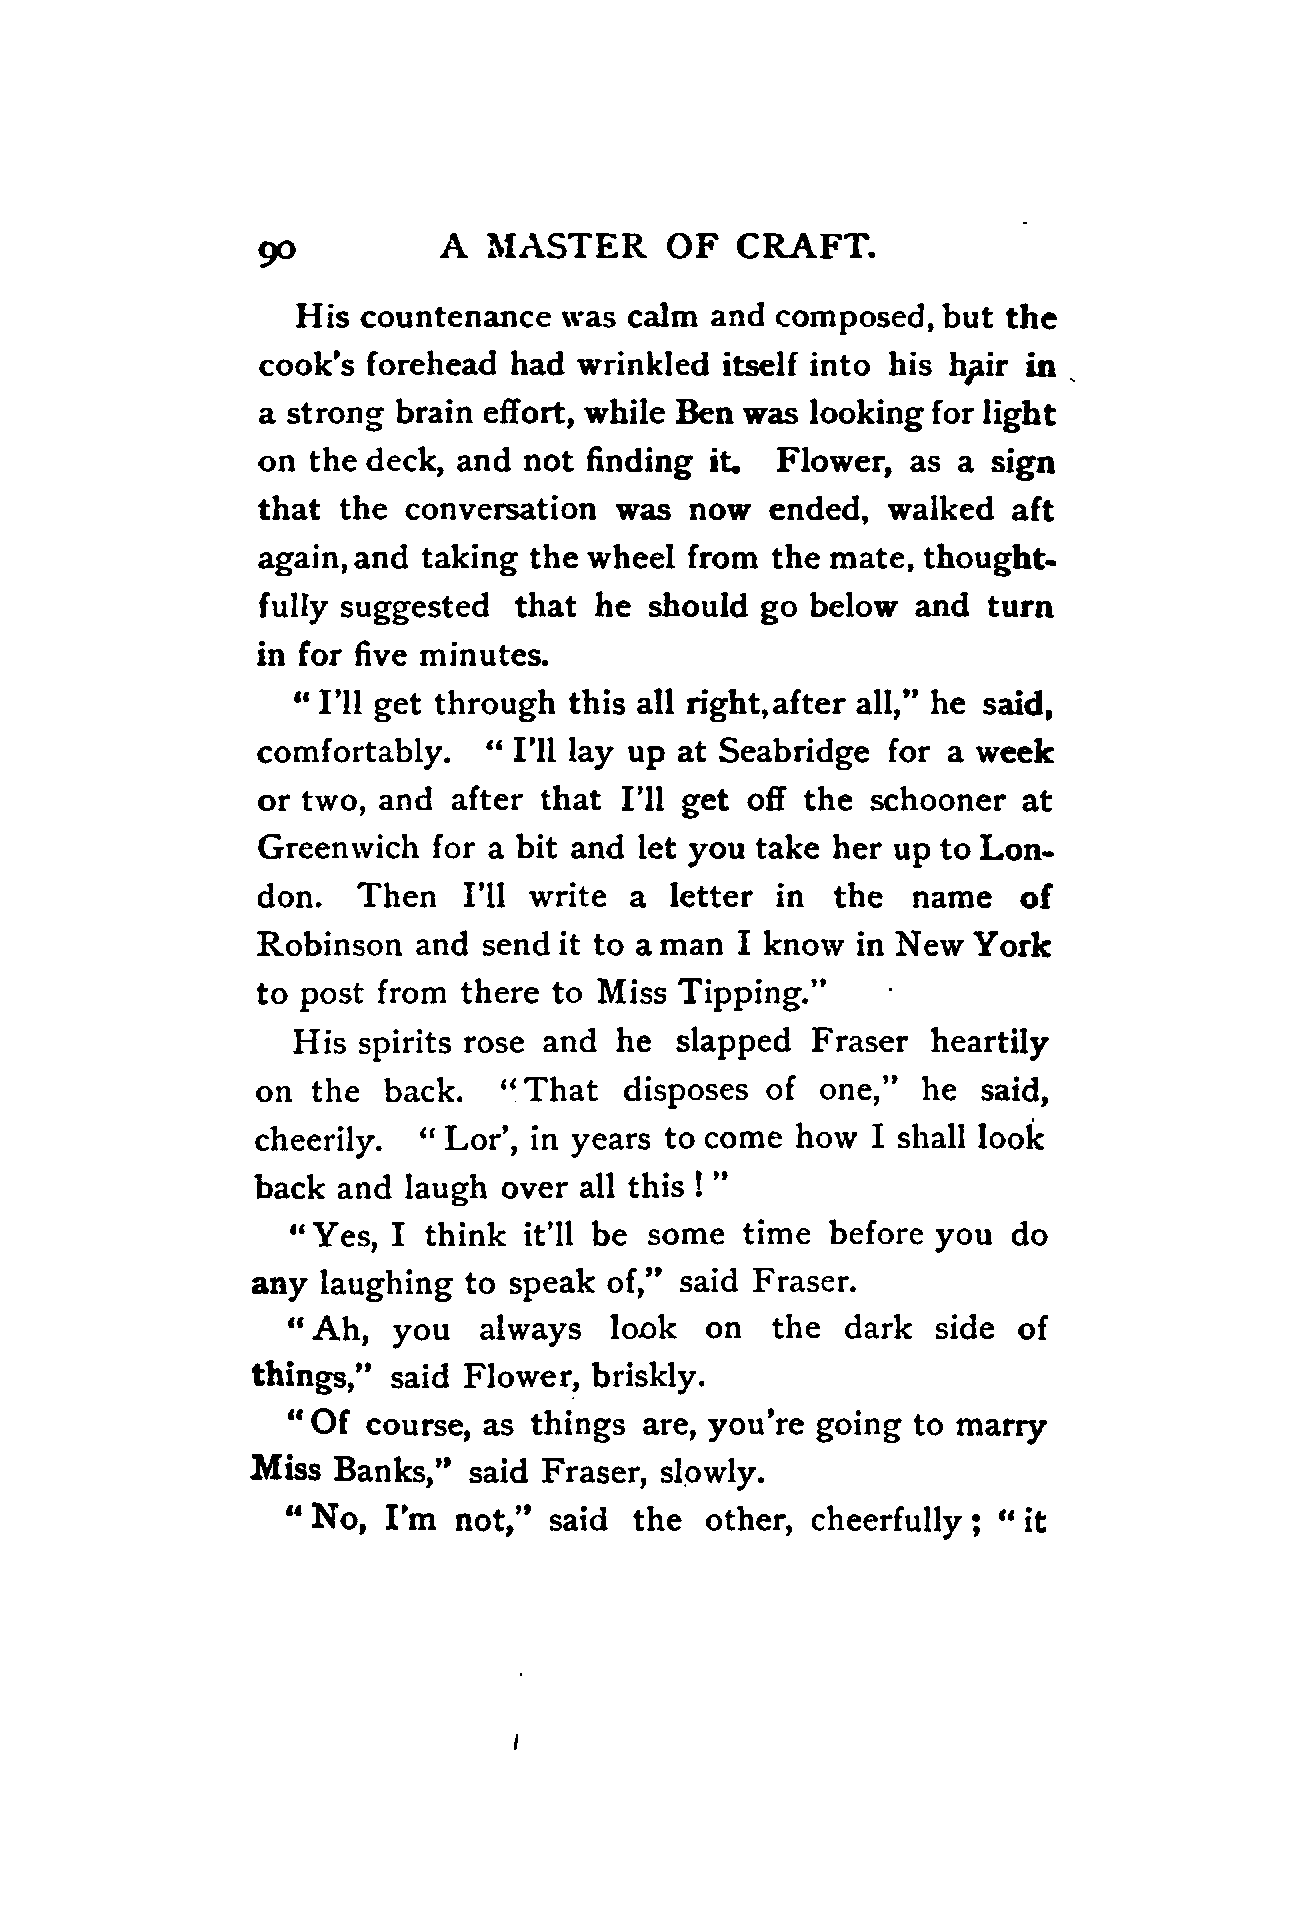 90 A MASTER OF CRAFT.
His countenance was calm and composed, but the
cook's forehead had wrinkled itself into his hair in
a strong brain effort, while Ben was looking for light
on the deck, and not finding it. Flower, as a sign
that the conversation was now ended, walked aft
again, and taking the wheel from the mate, thought-
fully suggested that he should go below and turn
in for five minutes.
"I'll get through this all right, after all," he said,
comfortably. "I'll lay up at Seabridge for a week
or two, and after that I'll get off the schooner at
Greenwich for a bit and let you take her up to Lon-
don. Then I'll write a letter in the name of
Robinson and send it to a man I know in New York
to post from there to Miss Tipping."
His spirits rose and he slapped Fraser heartily
on the back. "That disposes of one," he said,
cheerily. "Lor', in years to come how I shall look
back and laugh over all this!"
"Yes, I think it'll be some time before you do
any laughing to speak of," said Fraser.
"Ah, you always look on the dark side of
things," said Flower, briskly.
"Of course, as things are, you're going to marry
Miss Banks," said Fraser, slowly.
"No, I'm not," said the other, cheerfully; "it